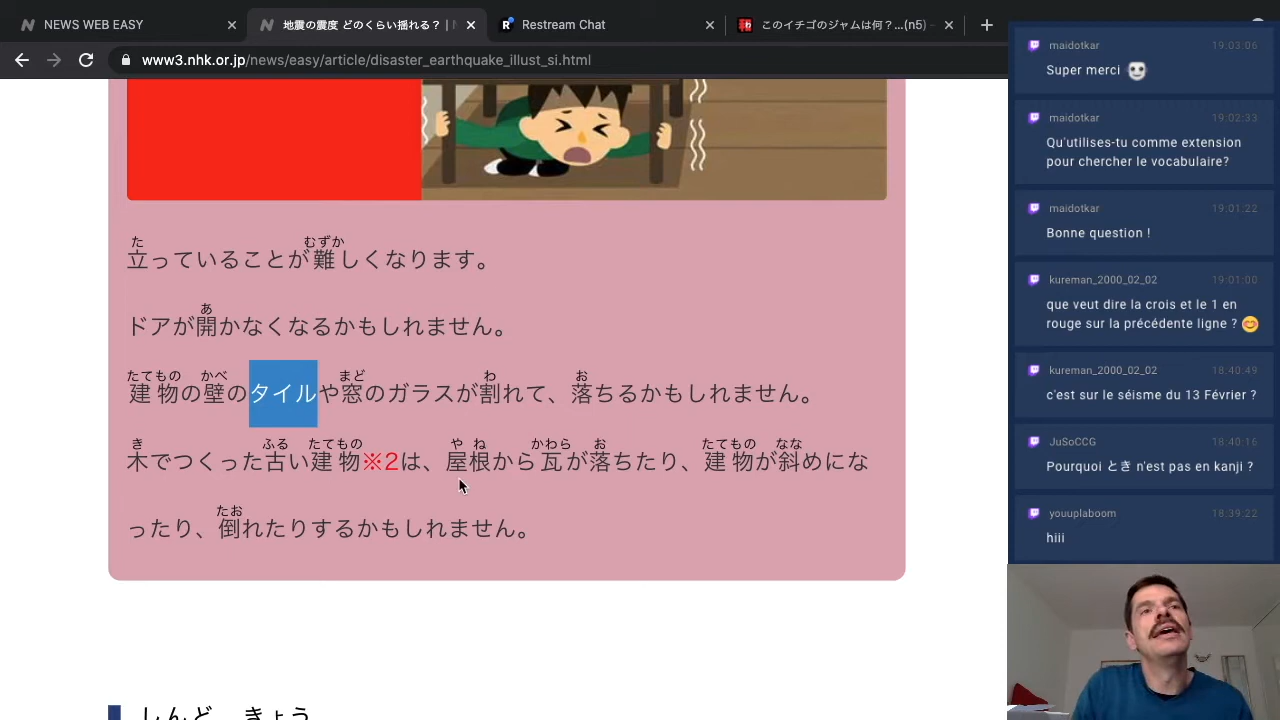 NEWS WEB EASY
地震の震度 どのくらい揺れる？ | N
Restream Chat
このイチゴのジャムは何？...(n5) -
www3.nhk.or.jp/news/easy/article/disaster_earthquake_illust_si.html
た むずか
立っていることが難しくなります。
あ
ドアが開かなくなるかもしれません。
たてもの かべ まど わ お
建物の壁のタイルや窓のガラスが割れて、落ちるかもしれません。
き ふる たてもの やね かわら お たてもの なな
木でつくった古い建物※2は、屋根から瓦が落ちたり、建物が斜めにな
たお
ったり、倒れたりするかもしれません。
しんど きょう
maidotkar 19:03:06
Super merci
maidotkar 19:02:33
Qu'utilises-tu comme extension
pour chercher le vocabulaire?
maidotkar 19:01:22
Bonne question !
kureman_2000_02_02 19:01:00
que veut dire la crois et le 1 en
rouge sur la précédente ligne ?
kureman_2000_02_02 18:40:49
c'est sur le séisme du 13 Février ?
JuSoCCG 18:40:16
Pourquoi とき n'est pas en kanji ?
youuplaboom 18:39:22
hiii